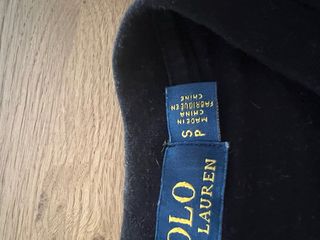 S
P
MADE IN
CHINA
FABRIQUÉ EN
CHINE
OLO
LAUREN